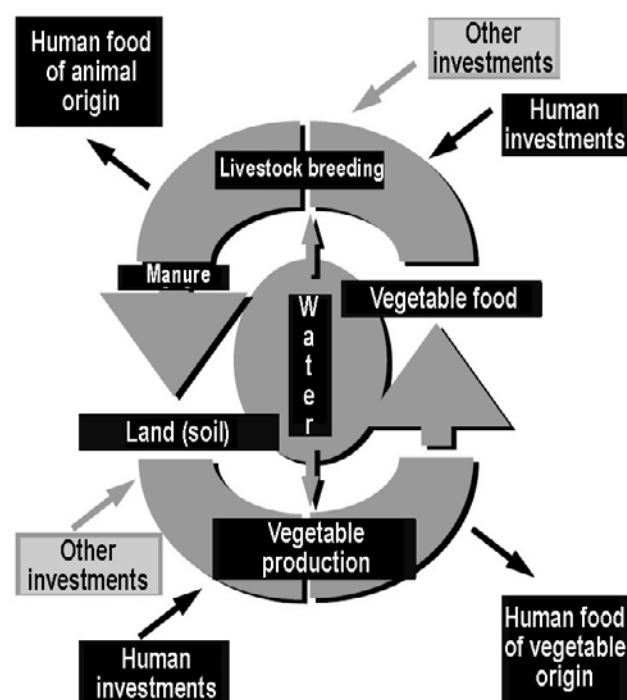 Human food
of animal
origin
Other
investments
Human
investments
Livestock breeding
Manure
Vegetable food
Water
Land (soil)
Vegetable
production
Other
investments
Human
investments
Human food
of vegetable
origin